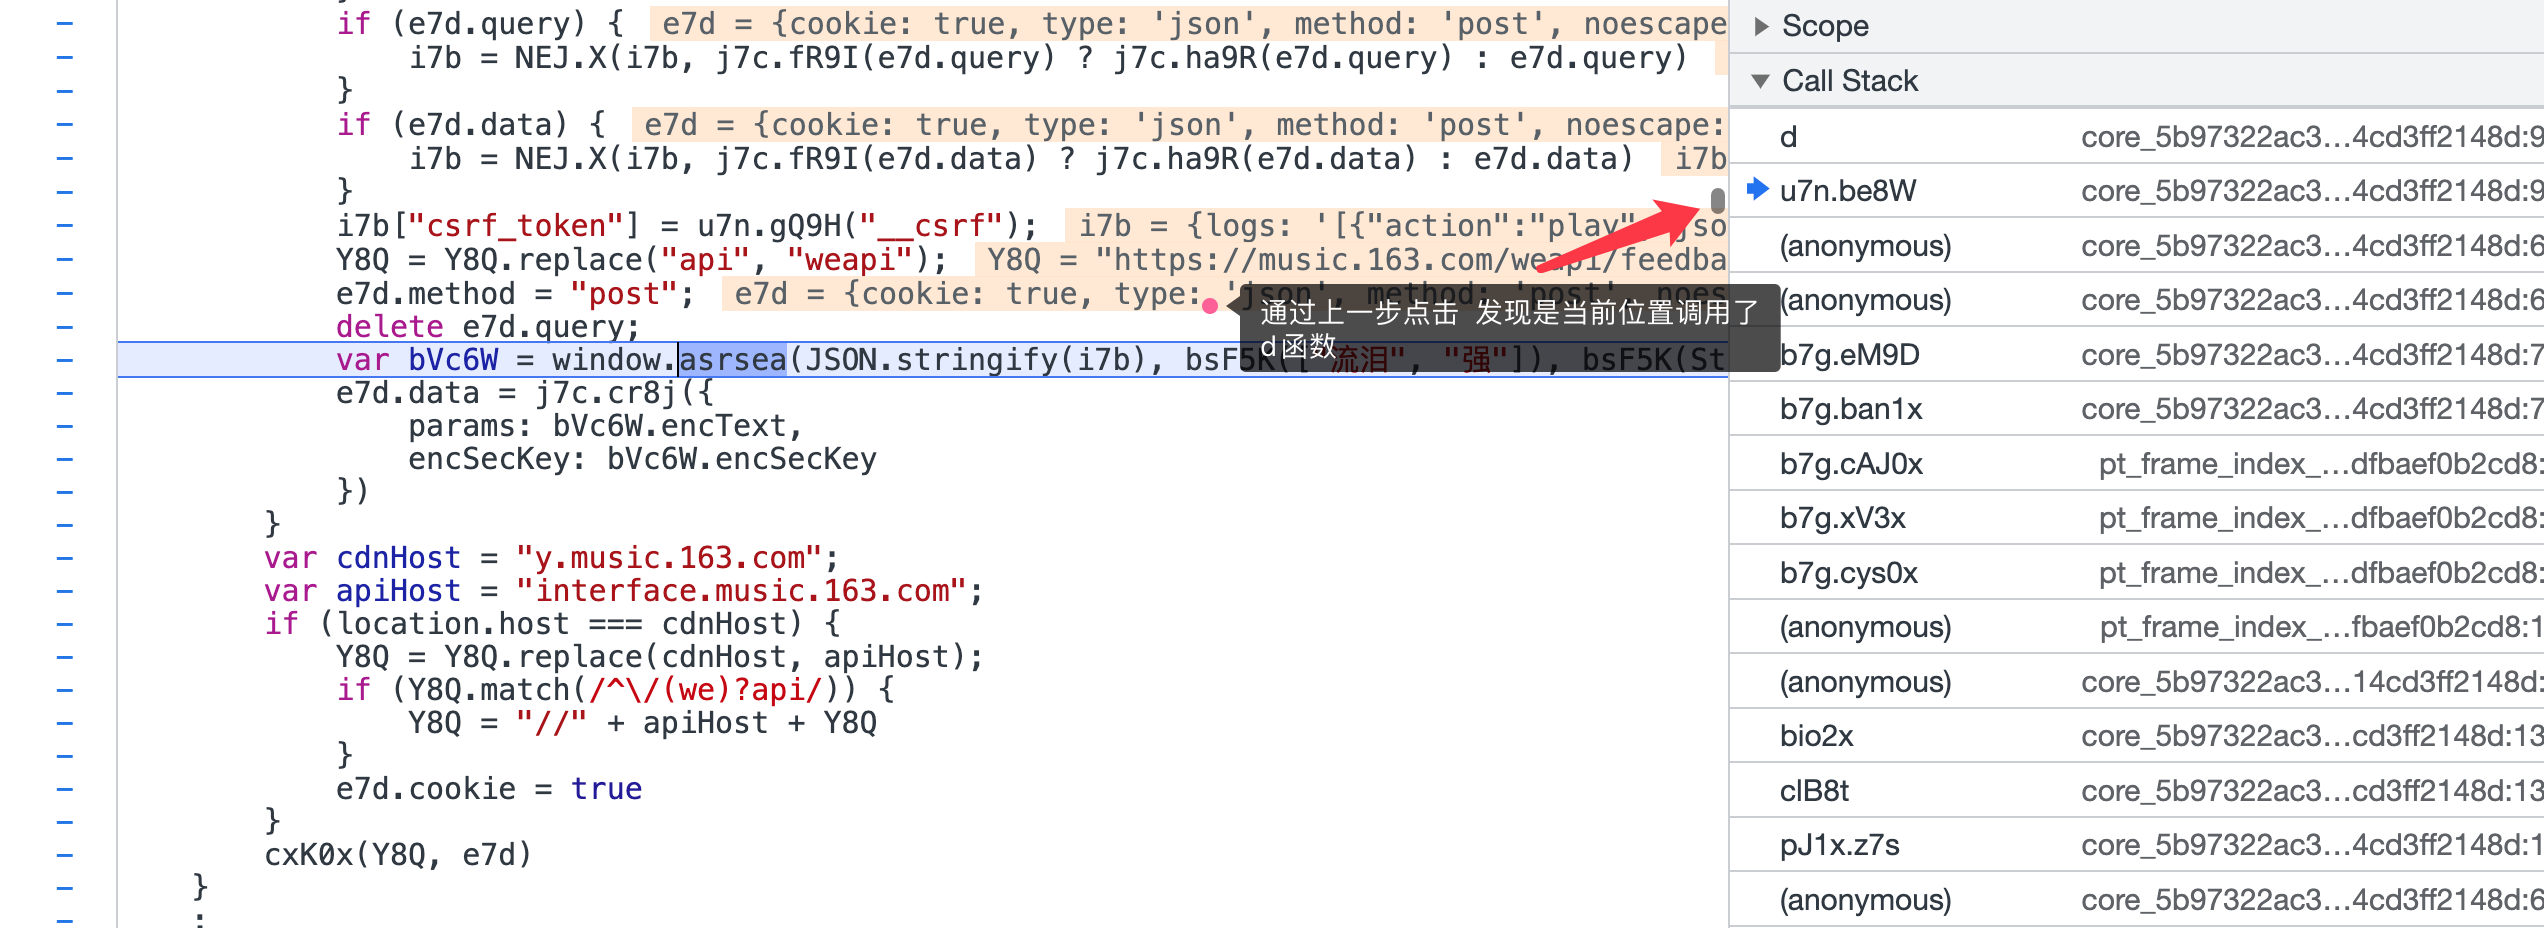 if (e7d.query) { e7d = {cookie: true, type: 'json', method: 'post', noescape
i7b = NEJ.X(i7b, j7c.fR9I(e7d.query) ? j7c.ha9R(e7d.query) : e7d.query)
}
if (e7d.data) { e7d = {cookie: true, type: 'json', method: 'post', noescape:
i7b = NEJ.X(i7b, j7c.fR9I(e7d.data) ? j7c.ha9R(e7d.data) : e7d.data) i7b
}
i7b["csrf_token"] = u7n.gQ9H("__csrf"); i7b = {logs: '[{"action":"play", jso
Y8Q = Y8Q.replace("api", "weapi"); Y8Q = "https://music.163.com/weapi/feedba
e7d.method = "post"; e7d = {cookie: true, type: 'json', method: 'post', noes
delete e7d.query;
var bVc6W = window.asrsea(JSON.stringify(i7b), bsF5K(["流泪", "强"]), bsF5K(St
e7d.data = j7c.cr8j({
params: bVc6W.encText,
encSecKey: bVc6W.encSecKey
})
}
var cdnHost = "y.music.163.com";
var apiHost = "interface.music.163.com";
if (location.host === cdnHost) {
Y8Q = Y8Q.replace(cdnHost, apiHost);
if (Y8Q.match(/^\/(we)?api/)) {
Y8Q = "//" + apiHost + Y8Q
}
e7d.cookie = true
}
cxK0x(Y8Q, e7d)
}
;
通过上一步点击 发现是当前位置调用了
d函数
Scope
Call Stack
d core_5b97322ac3…4cd3ff2148d:9
u7n.be8W core_5b97322ac3…4cd3ff2148d:9
(anonymous) core_5b97322ac3…4cd3ff2148d:6
(anonymous) core_5b97322ac3…4cd3ff2148d:6
b7g.eM9D core_5b97322ac3…4cd3ff2148d:7
b7g.ban1x core_5b97322ac3…4cd3ff2148d:7
b7g.cAJ0x pt_frame_index_…dfbaef0b2cd8:
b7g.xV3x pt_frame_index_…dfbaef0b2cd8:
b7g.cys0x pt_frame_index_…dfbaef0b2cd8:
(anonymous) pt_frame_index_…fbaef0b2cd8:1
(anonymous) core_5b97322ac3…14cd3ff2148d:
bio2x core_5b97322ac3…cd3ff2148d:13
clB8t core_5b97322ac3…cd3ff2148d:13
pJ1x.z7s core_5b97322ac3…4cd3ff2148d:1
(anonymous) core_5b97322ac3…4cd3ff2148d:6